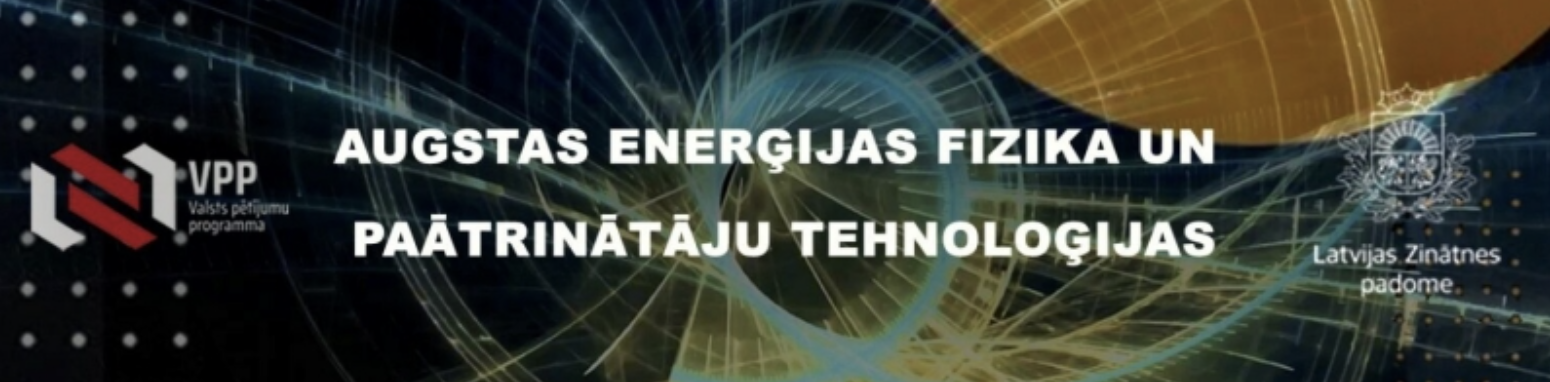 VPP
Valsts pētījumu
programma
AUGSTAS ENERĢIJAS FIZIKA UN
PAĀTRINĀTĀJU TEHNOLOĢIJAS
Latvijas Zinātnes
padome